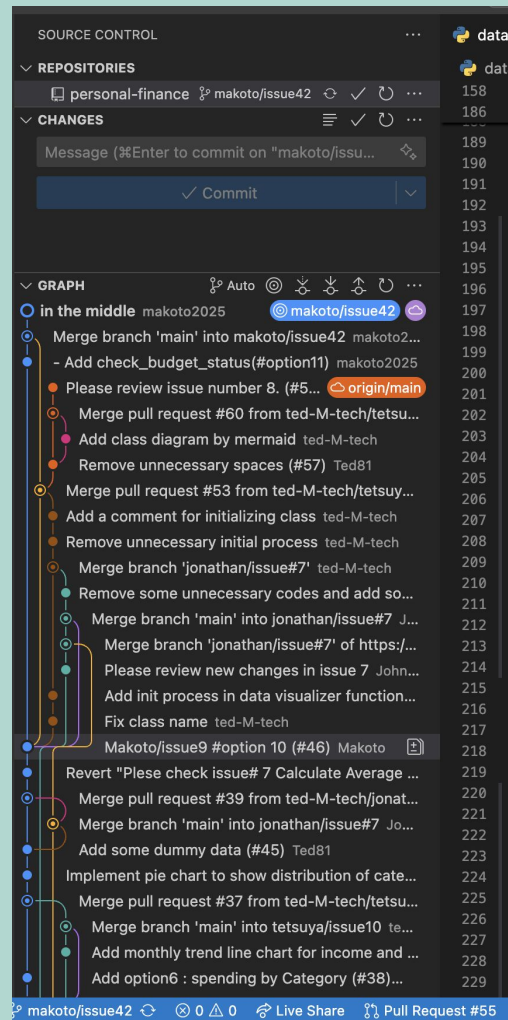 SOURCE CONTROL ··· data
REPOSITORIES dat
personal-finance makoto/issue42 ··· 158
CHANGES ··· 186
Message (⌘Enter to commit on "makoto/issu... 189
190
Commit 191
192
193
194
195
GRAPH Auto ··· 196
in the middle makoto2025 makoto/issue42 197
Merge branch 'main' into makoto/issue42 makoto2... 198
- Add check_budget_status(#option11) makoto2025 199
Please review issue number 8. (#5... origin/main 200
Merge pull request #60 from ted-M-tech/tetsu... 201
Add class diagram by mermaid ted-M-tech 202
203
Remove unnecessary spaces (#57) Ted81 204
Merge pull request #53 from ted-M-tech/tetsuy... 205
Add a comment for initializing class ted-M-tech 206
207
Remove unnecessary initial process ted-M-tech 208
Merge branch 'jonathan/issue#7' ted-M-tech 209
Remove some unnecessary codes and add so... 210
Merge branch 'main' into jonathan/issue#7 J... 211
212
Merge branch 'jonathan/issue#7' of https:/... 213
Please review new changes in issue 7 John... 214
Add init process in data visualizer function... 215
216
Fix class name ted-M-tech 217
Makoto/issue9 #option 10 (#46) Makoto 218
Revert "Plese check issue# 7 Calculate Average ... 219
Merge pull request #39 from ted-M-tech/jonat... 220
221
Merge branch 'main' into jonathan/issue#7 Jo... 222
Add some dummy data (#45) Ted81 223
Implement pie chart to show distribution of cate... 224
Merge pull request #37 from ted-M-tech/tetsu... 225
226
Merge branch 'main' into tetsuya/issue10 te... 227
Add monthly trend line chart for income and ... 228
Add option6 : spending by Category (#38)... 229
makoto/issue42 0 0 Live Share Pull Request #55